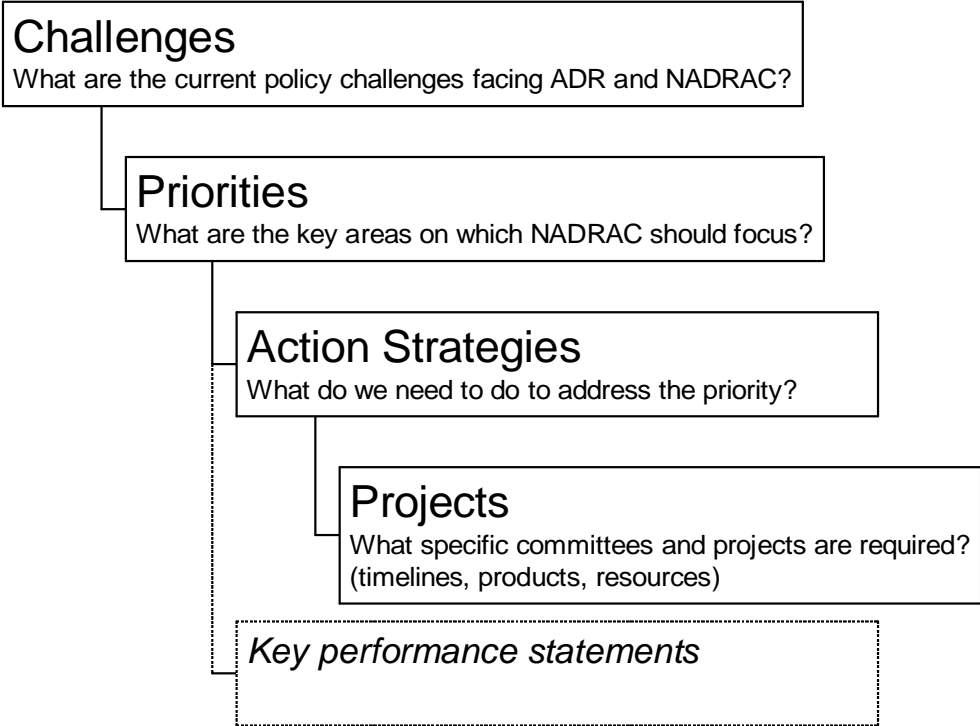 Challenges
What are the current policy challenges facing ADR and NADRAC?
Priorities
What are the key areas on which NADRAC should focus?
Action Strategies
What do we need to do to address the priority?
Projects
What specific committees and projects are required?
(timelines, products, resources)
Key performance statements